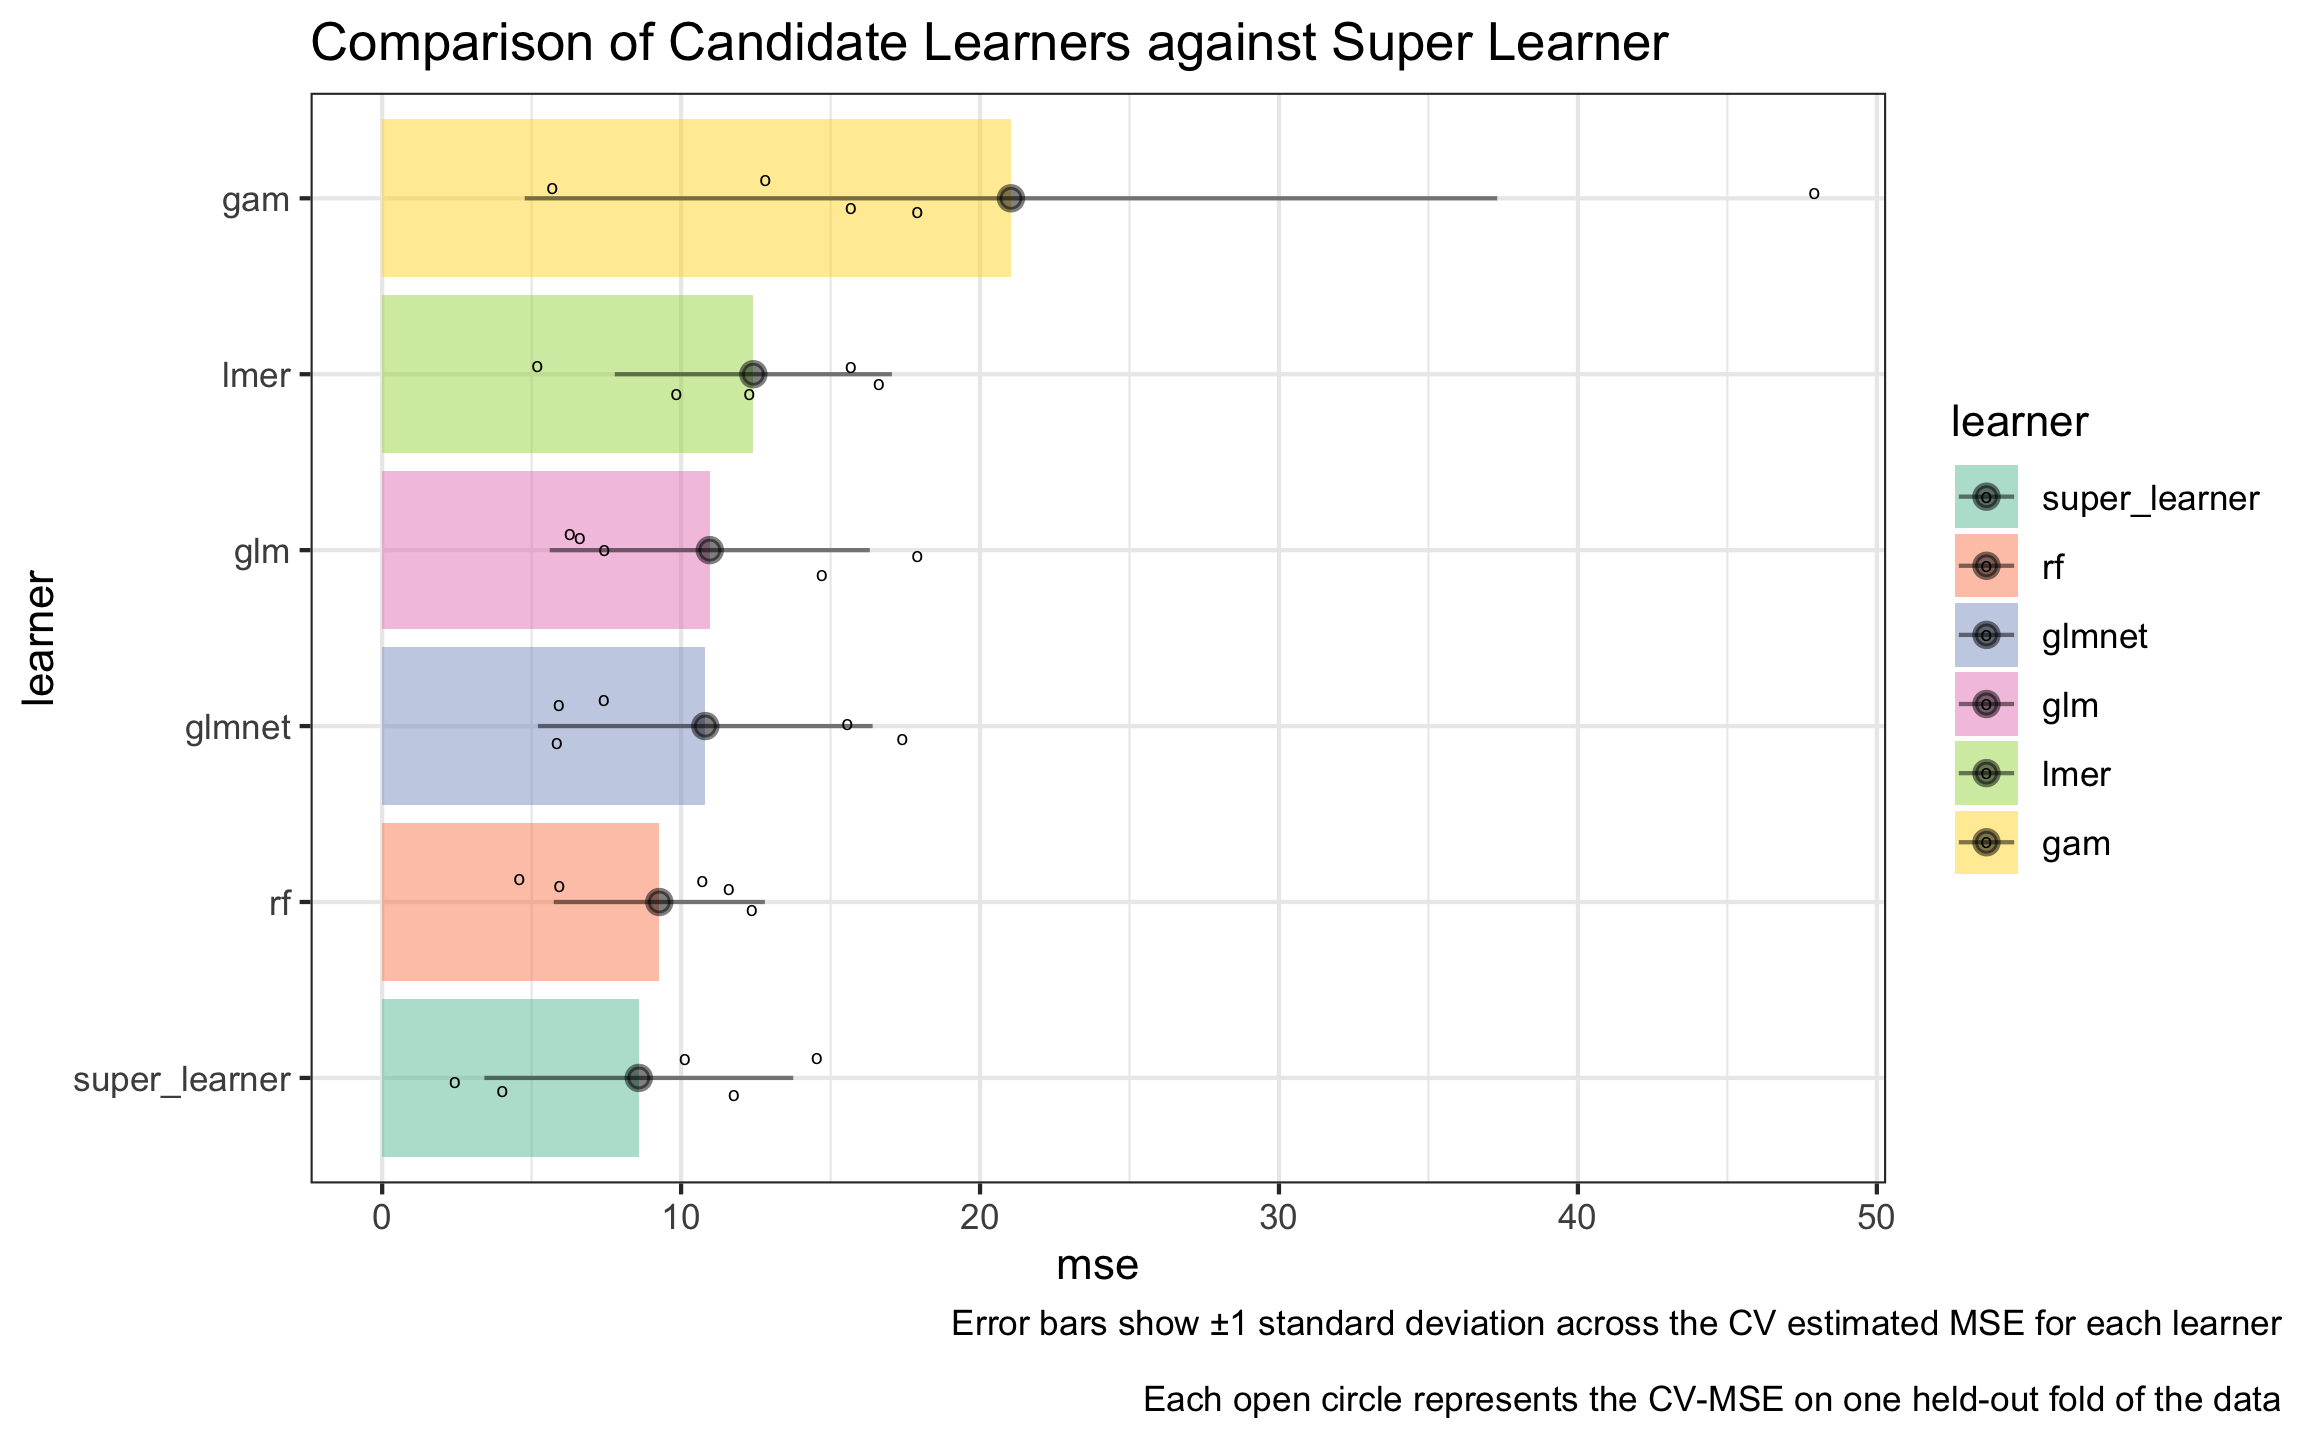 Comparison of Candidate Learners against Super Learner
learner
gam
lmer
glm
glmnet
rf
super_learner
0
10
20
30
40
50
mse
learner
super_learner
rf
glmnet
glm
lmer
gam
Error bars show ±1 standard deviation across the CV estimated MSE for each learner
Each open circle represents the CV-MSE on one held-out fold of the data